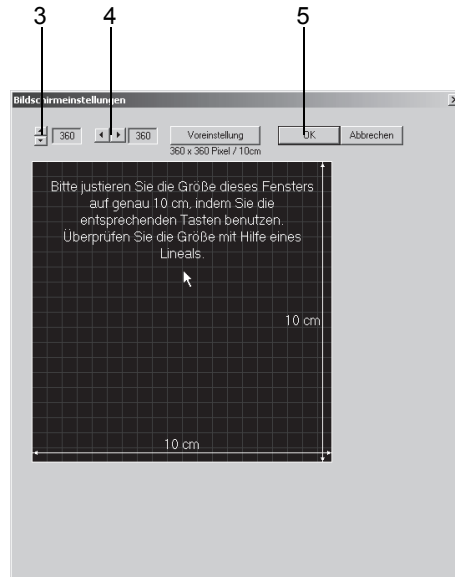 3 4 5
Bildschirmeinstellungen
360 360 Voreinstellung OK Abbrechen
360 x 360 Pixel / 10cm
Bitte justieren Sie die Größe dieses Fensters
auf genau 10 cm, indem Sie die
entsprechenden Tasten benutzen.
Überprüfen Sie die Größe mit Hilfe eines
Lineals.
10 cm
10 cm